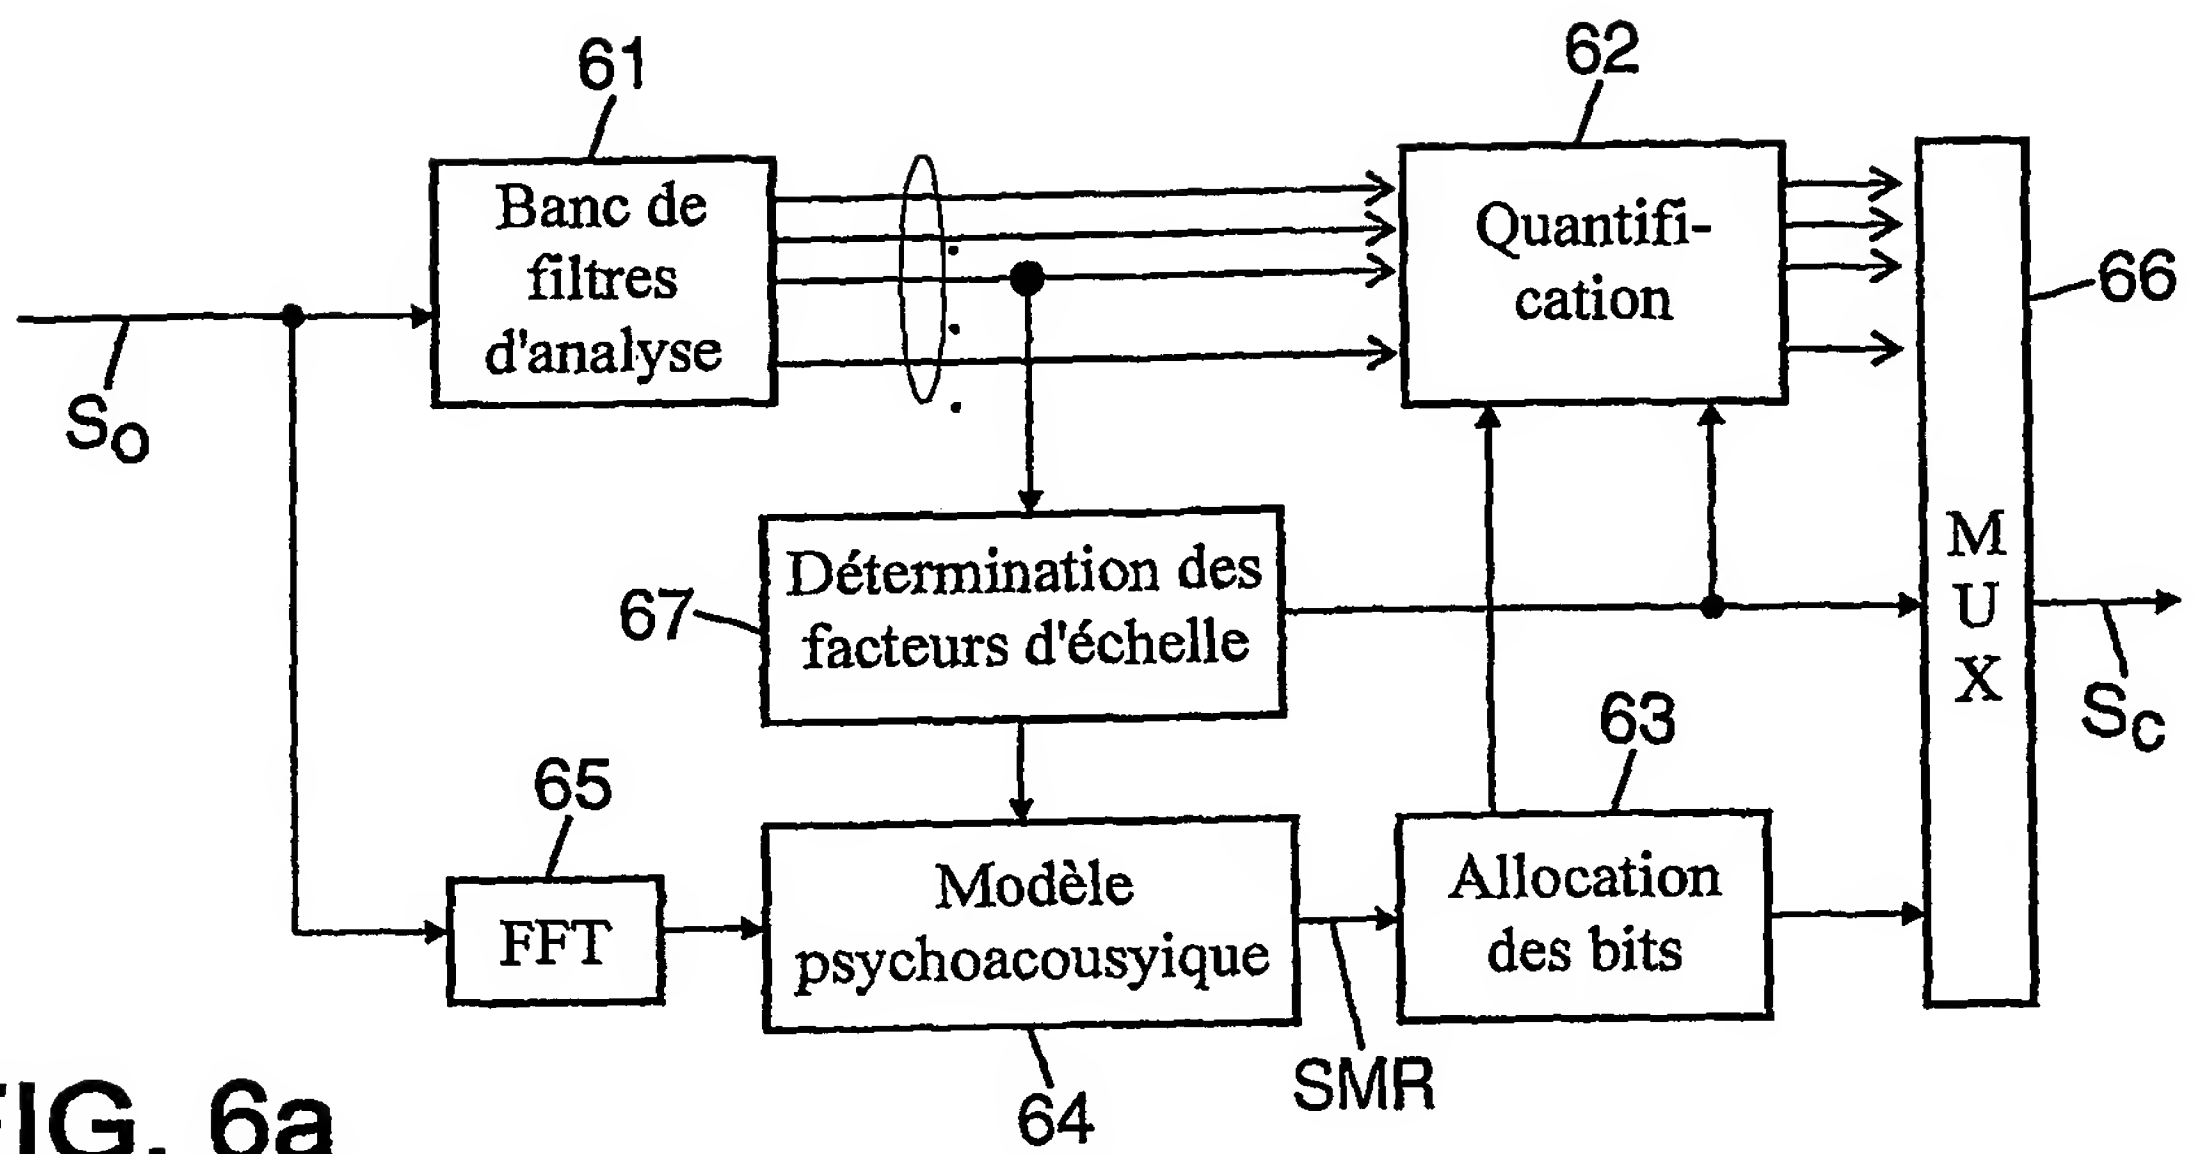 61
62
Banc de
filtres
d'analyse
Quantifi-
cation
66
So
67
Détermination des
facteurs d'échelle
M
U
X
Sc
63
65
FFT
Modèle
psychoacousyique
Allocation
des bits
SMR
64
FIG. 6a